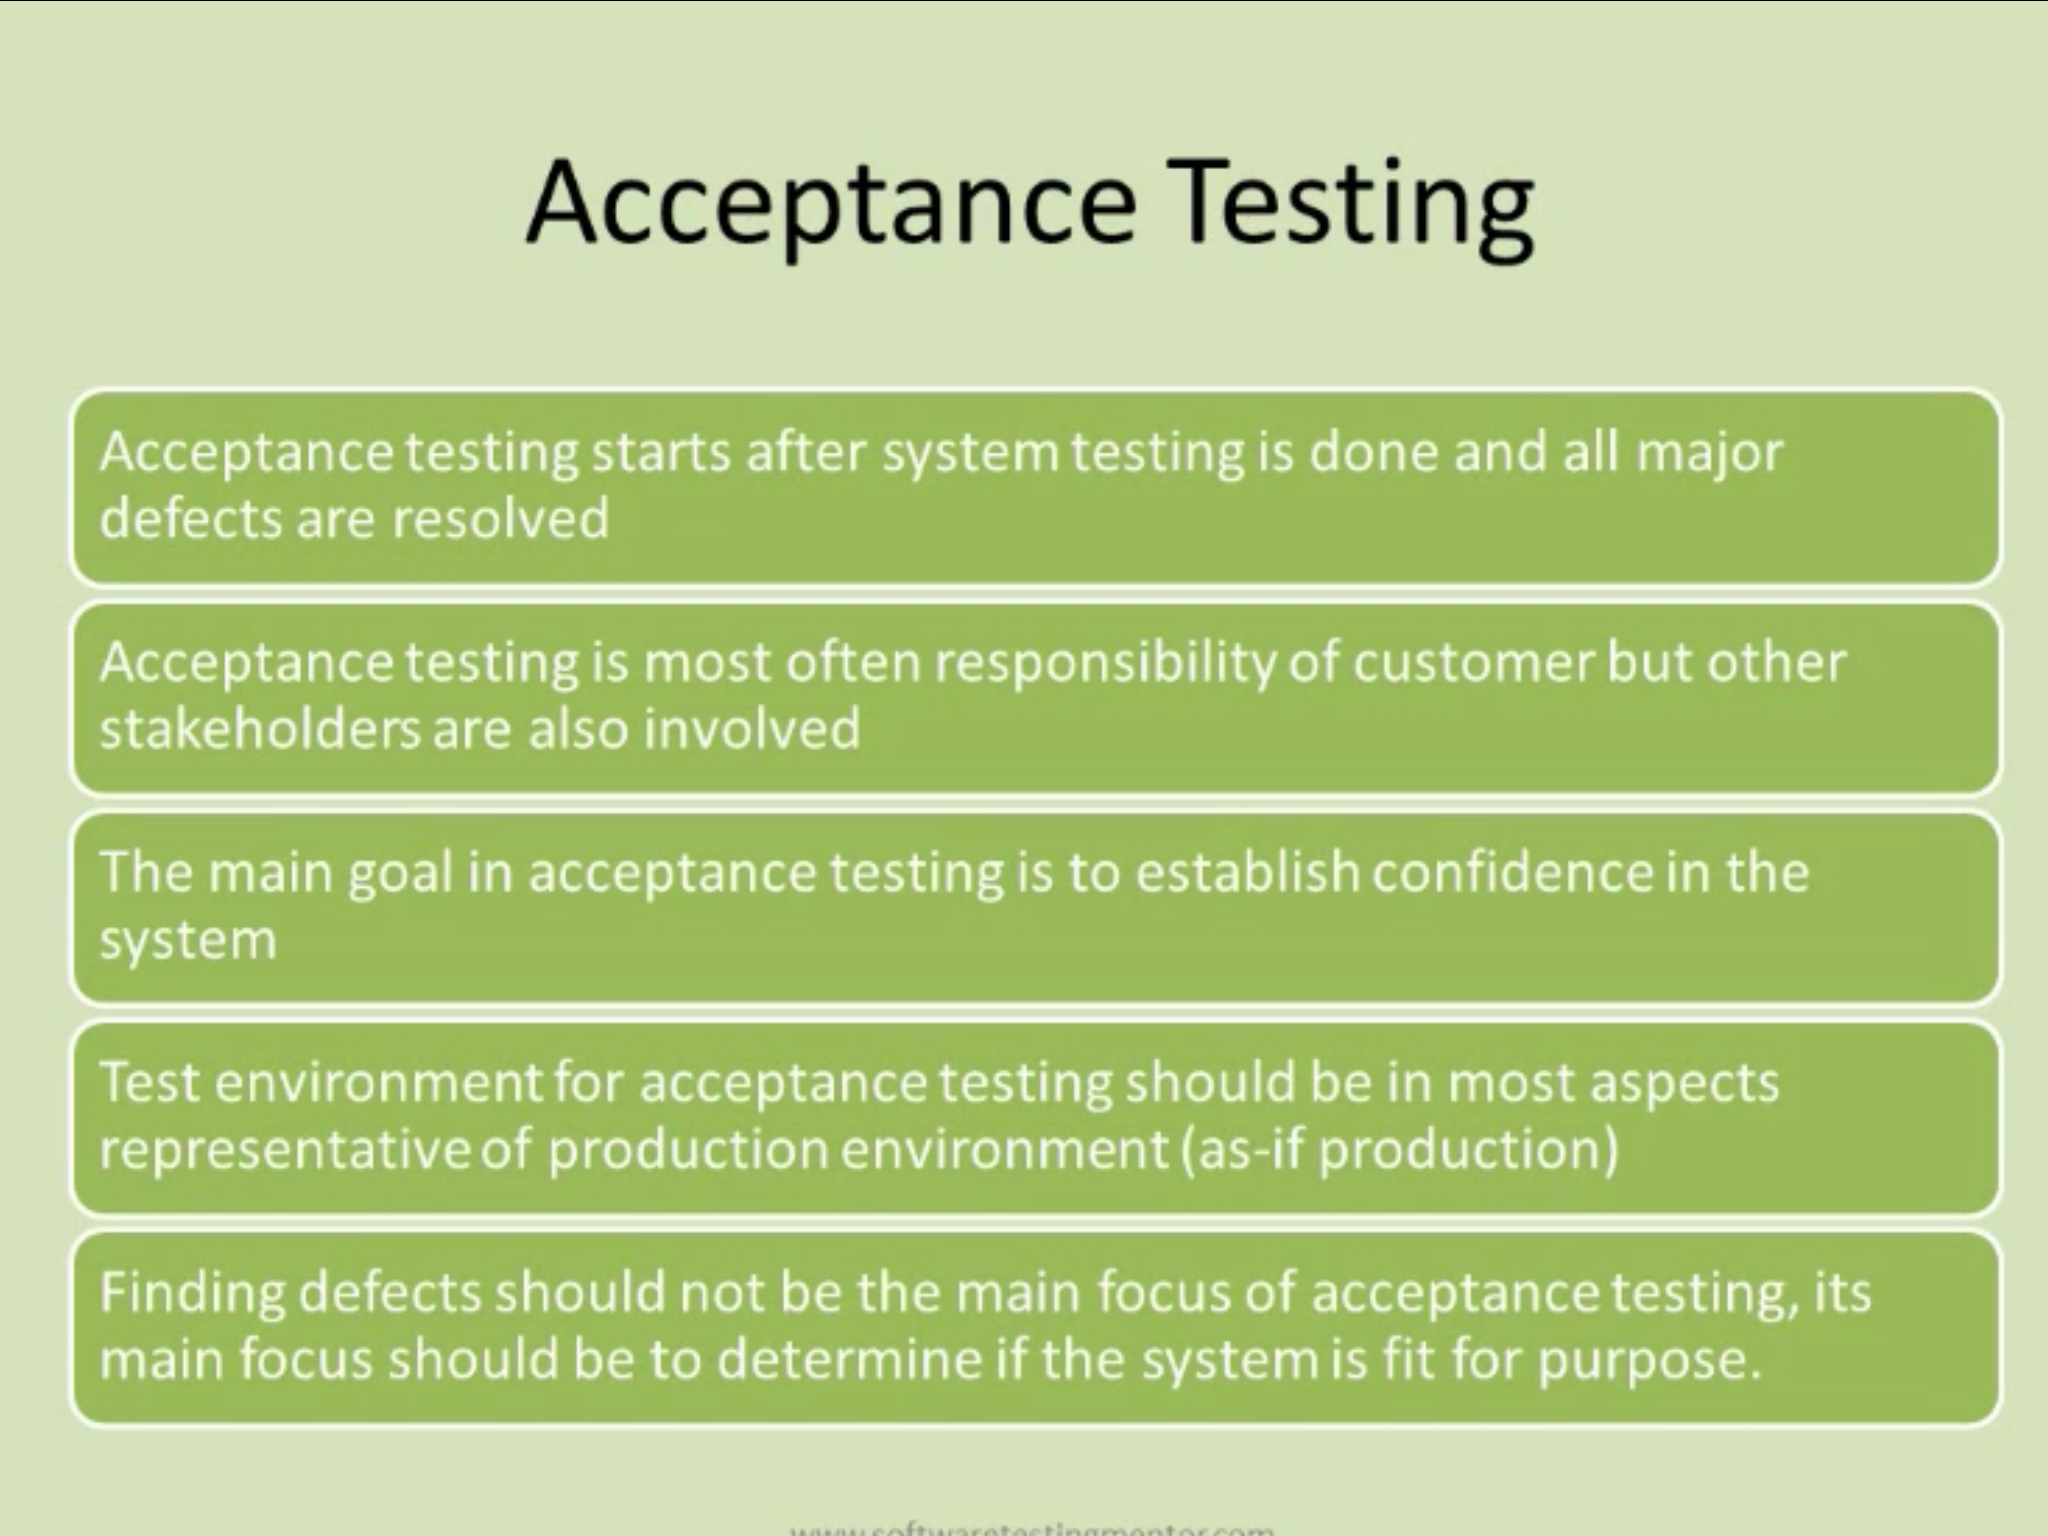 Acceptance Testing
Acceptance testing starts after system testing is done and all major
defects are resolved
Acceptance testing is most often responsibility of customer but other
stakeholders are also involved
The main goal in acceptance testing is to establish confidence in the
system
Test environment for acceptance testing should be in most aspects
representative of production environment (as-if production)
Finding defects should not be the main focus of acceptance testing, its
main focus should be to determine if the system is fit for purpose.
www.softwaretestingmentor.com